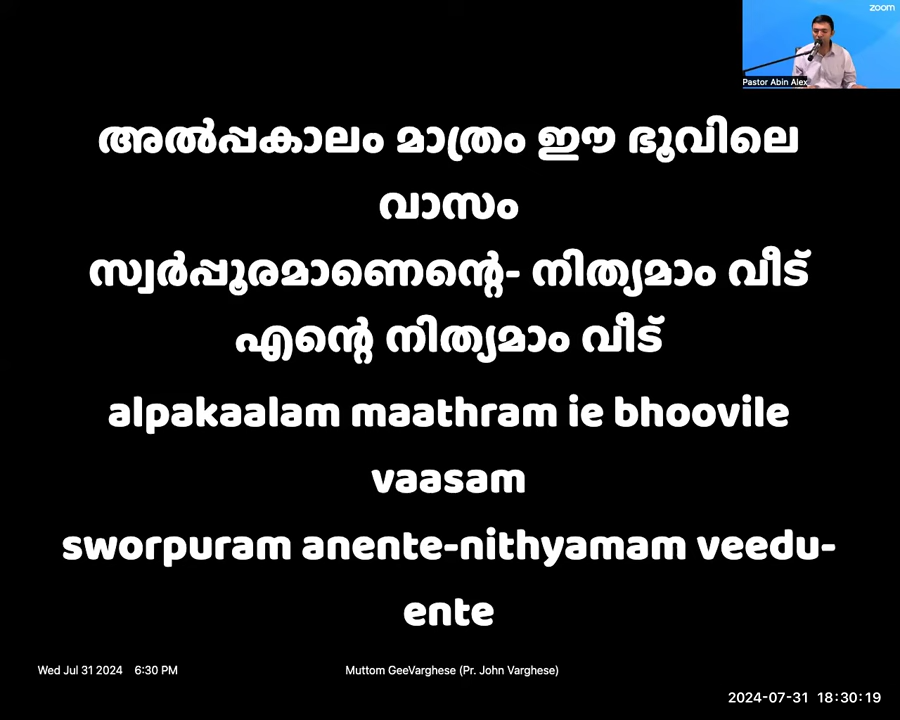 zoom
Pastor Abin Alex
അൽപ്പകാലം മാത്രം ഈ ഭൂവിലെ
വാസം
സ്വർപ്പൂരമാണെന്റെ- നിത്യമാം വീട്
എന്റെ നിത്യമാം വീട്
alpakaalam maathram ie bhoovile
vaasam
sworpuram anente-nithyamam veedu-
ente
Wed Jul 31 2024 6:30 PM
Muttom GeeVarghese (Pr. John Varghese)
2024-07-31 18:30:19